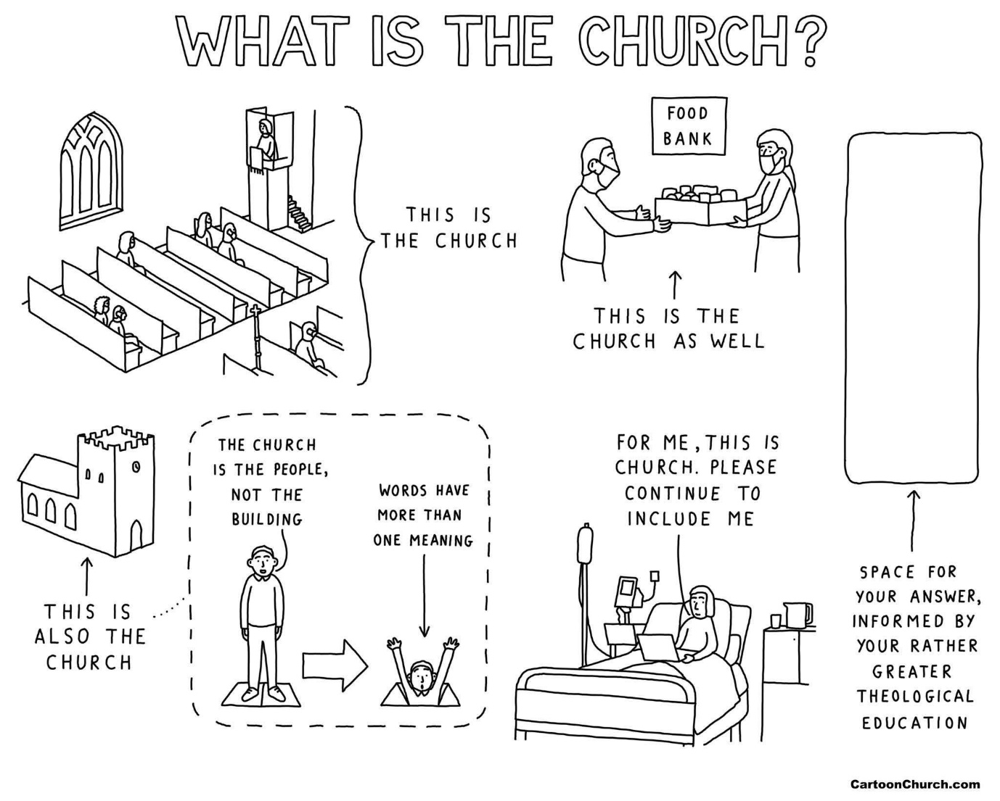 WHAT IS THE CHURCH?
THIS IS
THE CHURCH
FOOD
BANK
THIS IS THE
CHURCH AS WELL
THIS IS
ALSO THE
CHURCH
THE CHURCH
IS THE PEOPLE,
NOT THE
BUILDING
WORDS HAVE
MORE THAN
ONE MEANING
FOR ME, THIS IS
CHURCH. PLEASE
CONTINUE TO
INCLUDE ME
SPACE FOR
YOUR ANSWER,
INFORMED BY
YOUR RATHER
GREATER
THEOLOGICAL
EDUCATION
CartoonChurch.com